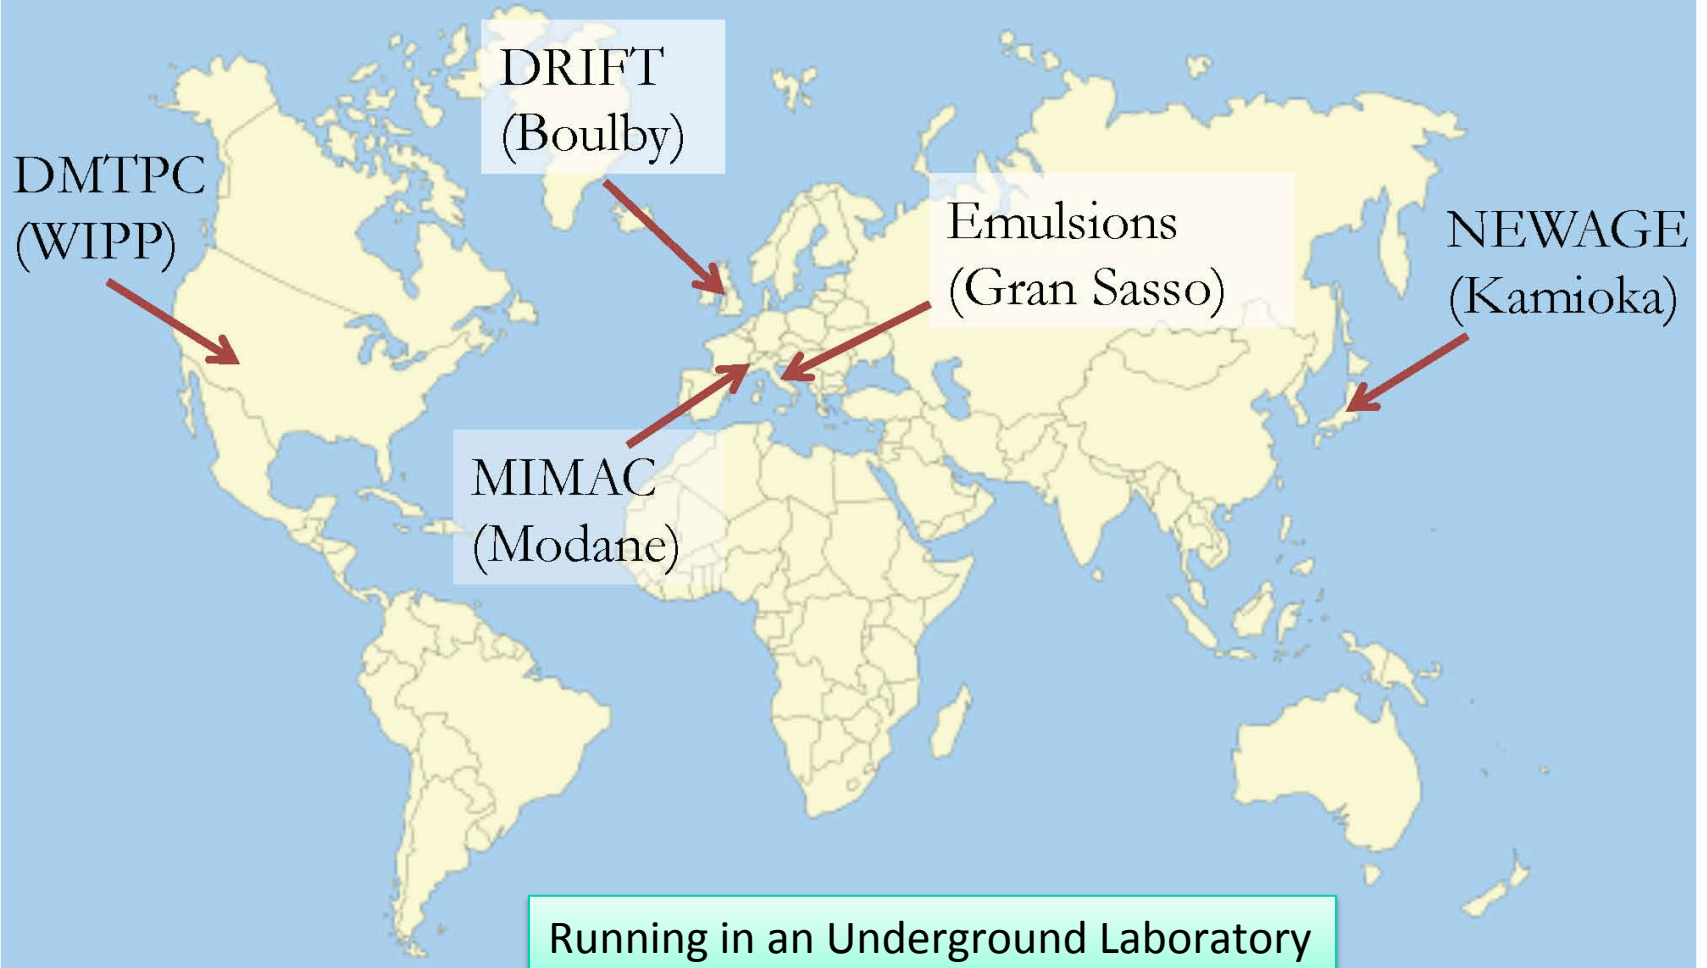 DRIFT
(Boulby)
DMTPC
(WIPP)
Emulsions
(Gran Sasso)
NEWAGE
(Kamioka)
MIMAC
(Modane)
Running in an Underground Laboratory